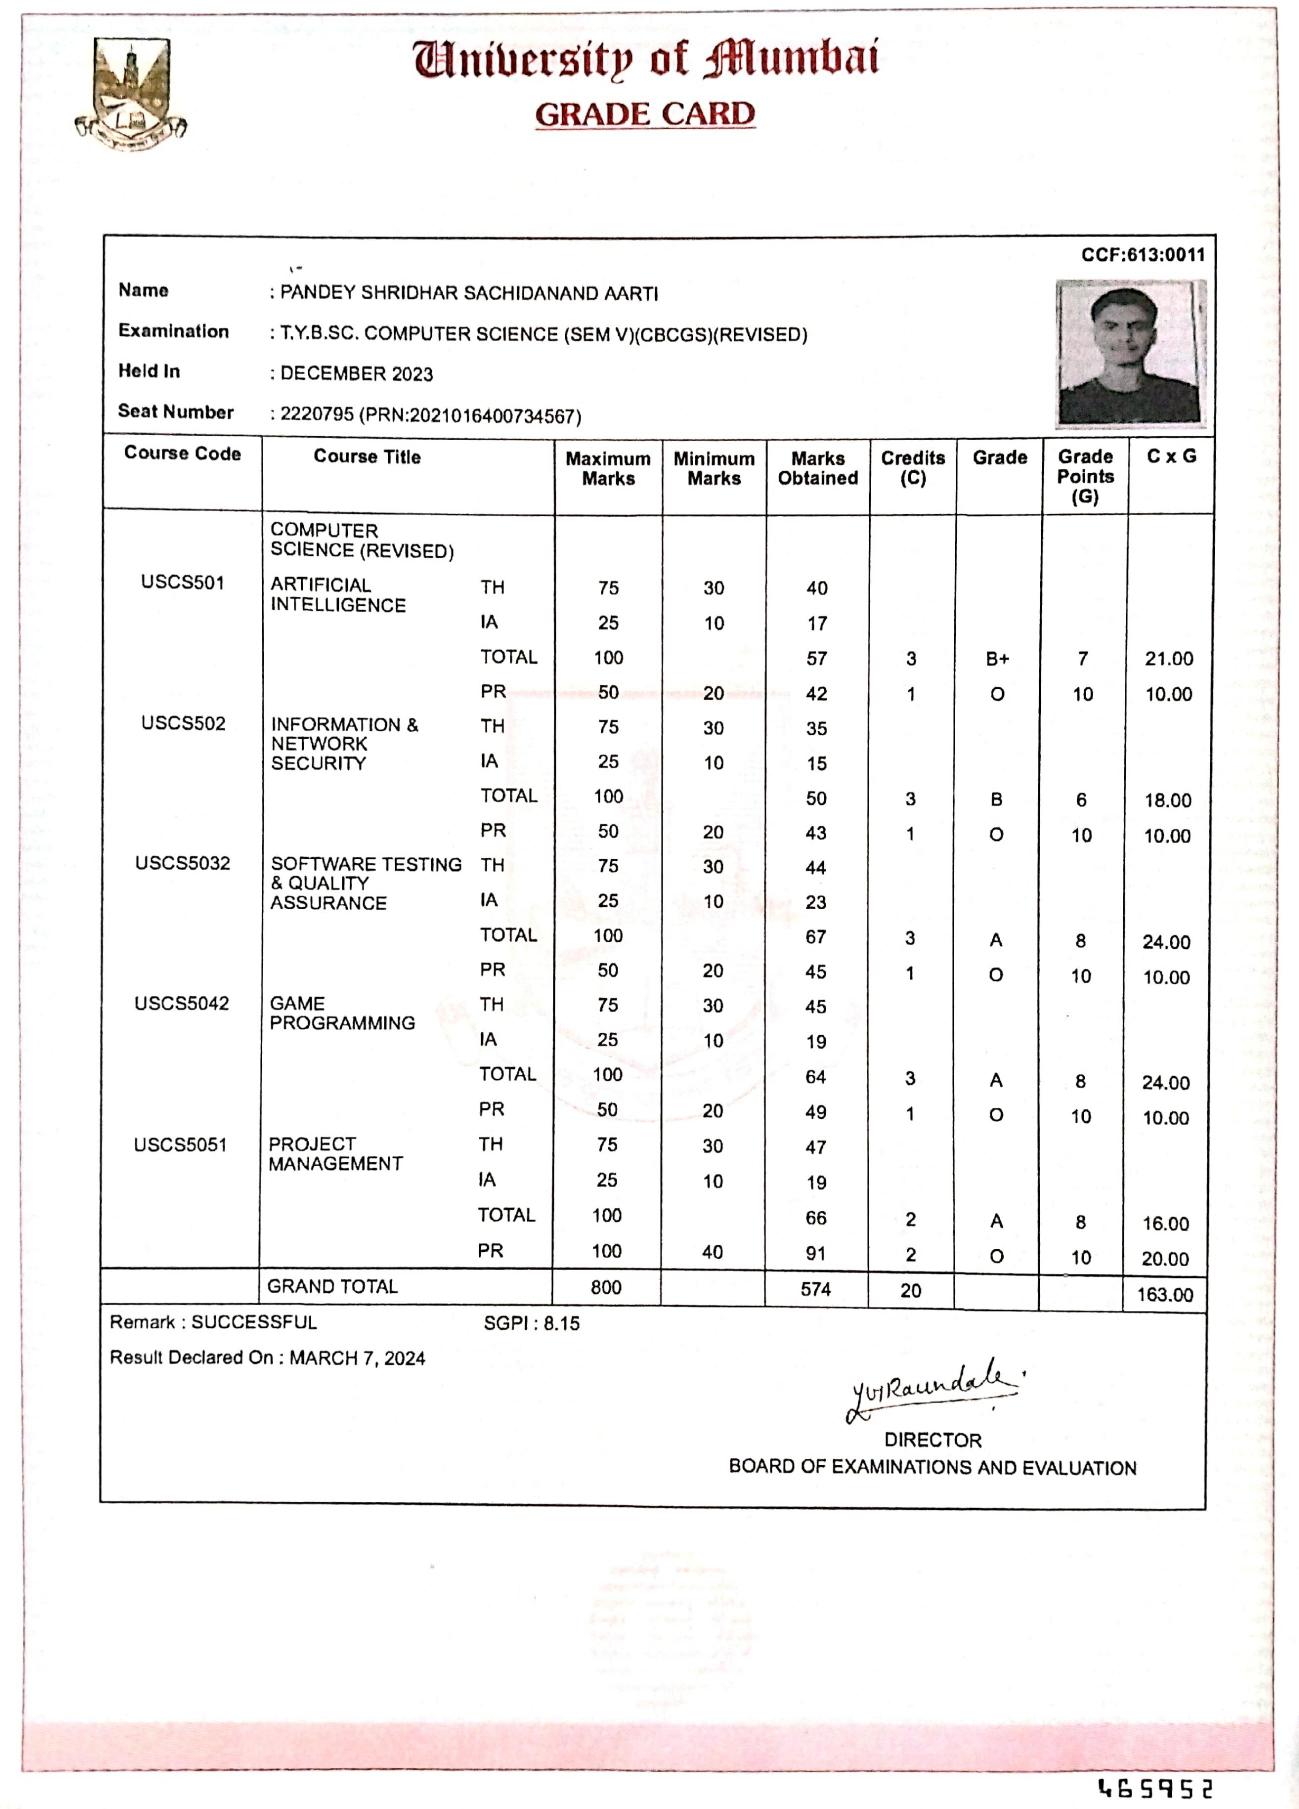 University of Mumbai
GRADE CARD
CCF:613:0011
Name : PANDEY SHRIDHAR SACHIDANAND AARTI
Examination : T.Y.B.SC. COMPUTER SCIENCE (SEM V)(CBCGS)(REVISED)
Held In : DECEMBER 2023
Seat Number : 2220795 (PRN:2021016400734567)
Course Code Course Title Maximum Marks Minimum Marks Marks Obtained Credits (C) Grade Grade Points (G) C x G
COMPUTER
SCIENCE (REVISED)
USCS501 ARTIFICIAL INTELLIGENCE TH 75 30 40
IA 25 10 17
TOTAL 100 57 3 B+ 7 21.00
PR 50 20 42 1 O 10 10.00
USCS502 INFORMATION & NETWORK SECURITY TH 75 30 35
IA 25 10 15
TOTAL 100 50 3 B 6 18.00
PR 50 20 43 1 O 10 10.00
USCS5032 SOFTWARE TESTING & QUALITY ASSURANCE TH 75 30 44
IA 25 10 23
TOTAL 100 67 3 A 8 24.00
PR 50 20 45 1 O 10 10.00
USCS5042 GAME PROGRAMMING TH 75 30 45
IA 25 10 19
TOTAL 100 64 3 A 8 24.00
PR 50 20 49 1 O 10 10.00
USCS5051 PROJECT MANAGEMENT TH 75 30 47
IA 25 10 19
TOTAL 100 66 2 A 8 16.00
PR 100 40 91 2 O 10 20.00
GRAND TOTAL 800 574 20 163.00
Remark : SUCCESSFUL SGPI : 8.15
Result Declared On : MARCH 7, 2024
DIRECTOR
BOARD OF EXAMINATIONS AND EVALUATION
465952